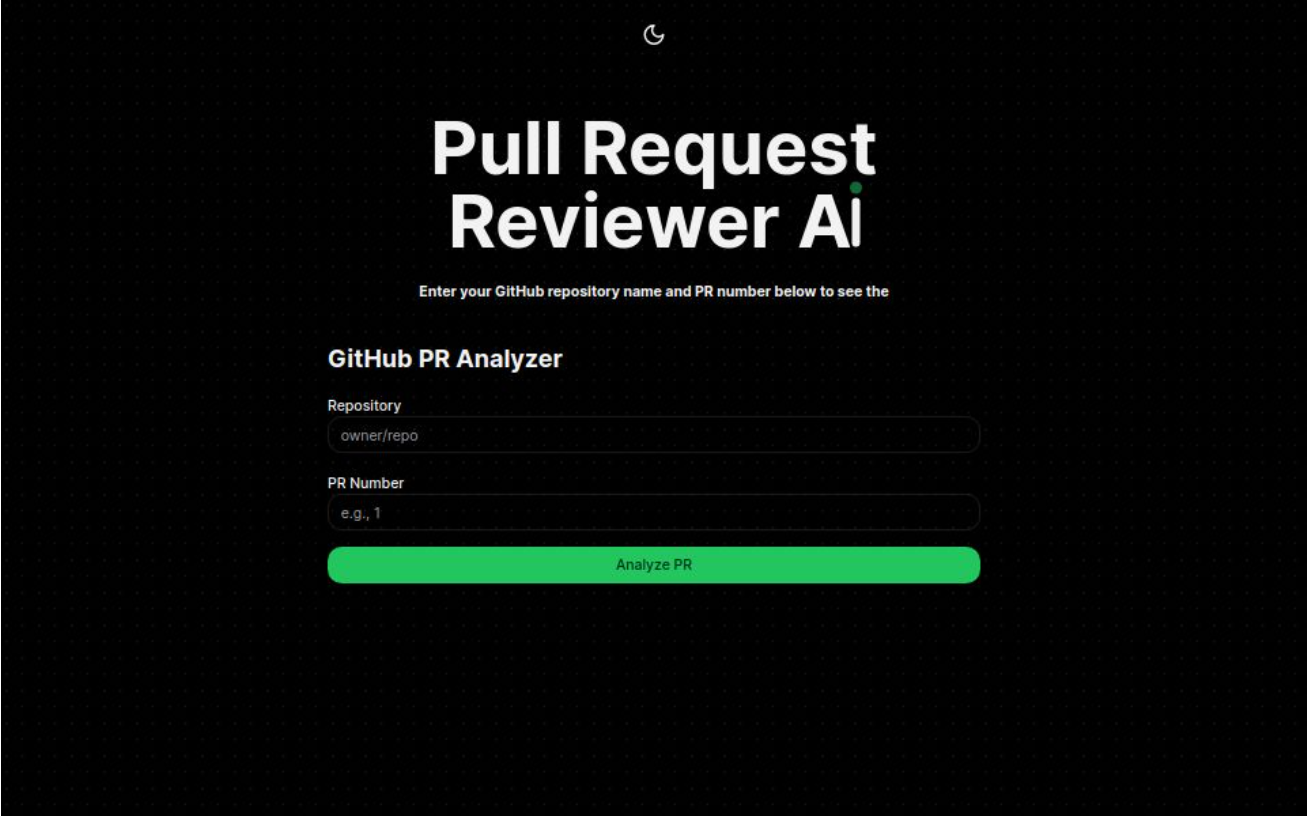 Pull Request
Reviewer Ai
Enter your GitHub repository name and PR number below to see the
GitHub PR Analyzer
Repository
owner/repo
PR Number
e.g., 1
Analyze PR